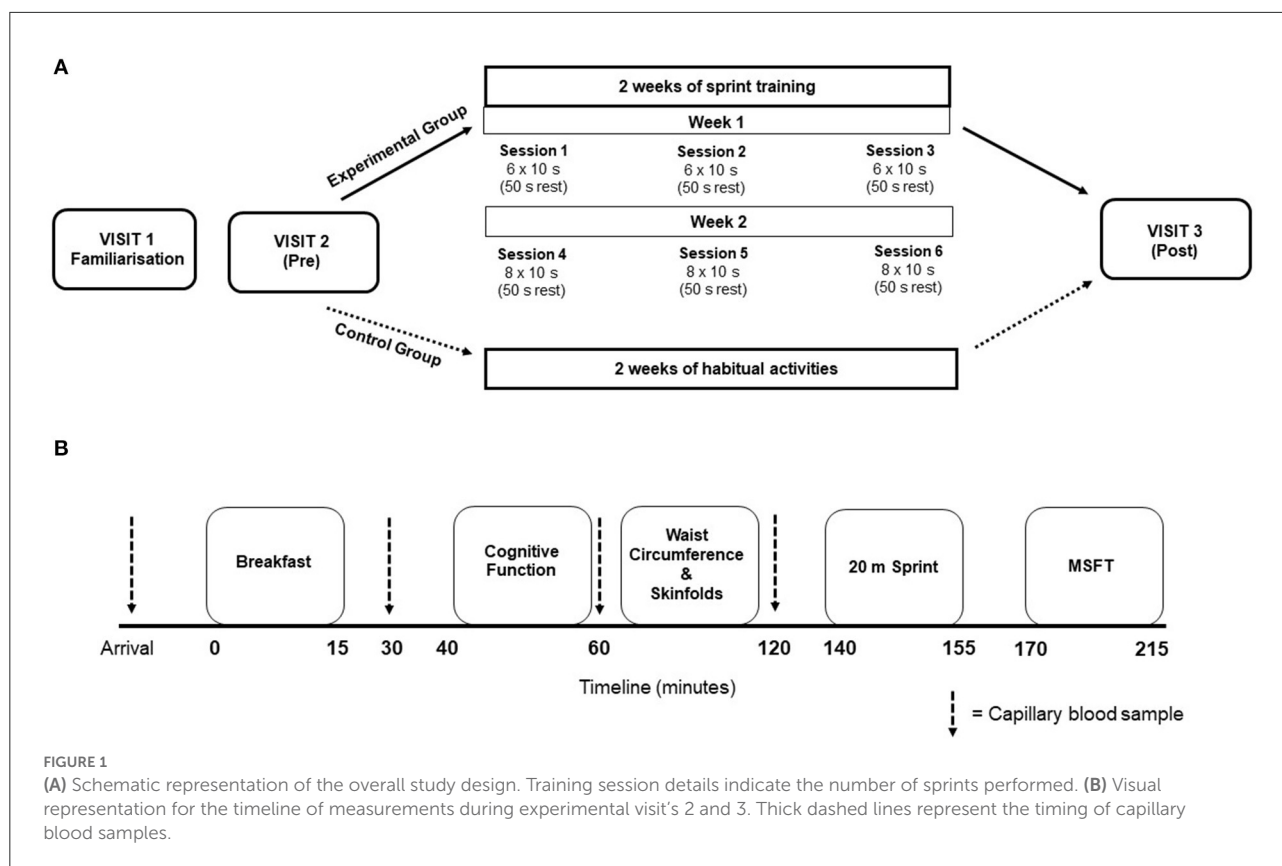 A
2 weeks of sprint training
Week 1
Experimental Group
Session 1
6 x 10 s
(50 s rest)
Session 2
6 x 10 s
(50 s rest)
Session 3
6 x 10 s
(50 s rest)
VISIT 1
Familiarisation
VISIT 2
(Pre)
Week 2
VISIT 3
(Post)
Session 4
8 x 10 s
(50 s rest)
Session 5
8 x 10 s
(50 s rest)
Session 6
8 x 10 s
(50 s rest)
Control Group
2 weeks of habitual activities
B
Breakfast
Cognitive
Function
Waist
Circumference
&
Skinfolds
20 m Sprint
MSFT
Arrival 0 15 30 40 60 120 140 155 170 215
Timeline (minutes)
= Capillary blood sample
FIGURE 1
(A) Schematic representation of the overall study design. Training session details indicate the number of sprints performed. (B) Visual
representation for the timeline of measurements during experimental visit's 2 and 3. Thick dashed lines represent the timing of capillary
blood samples.